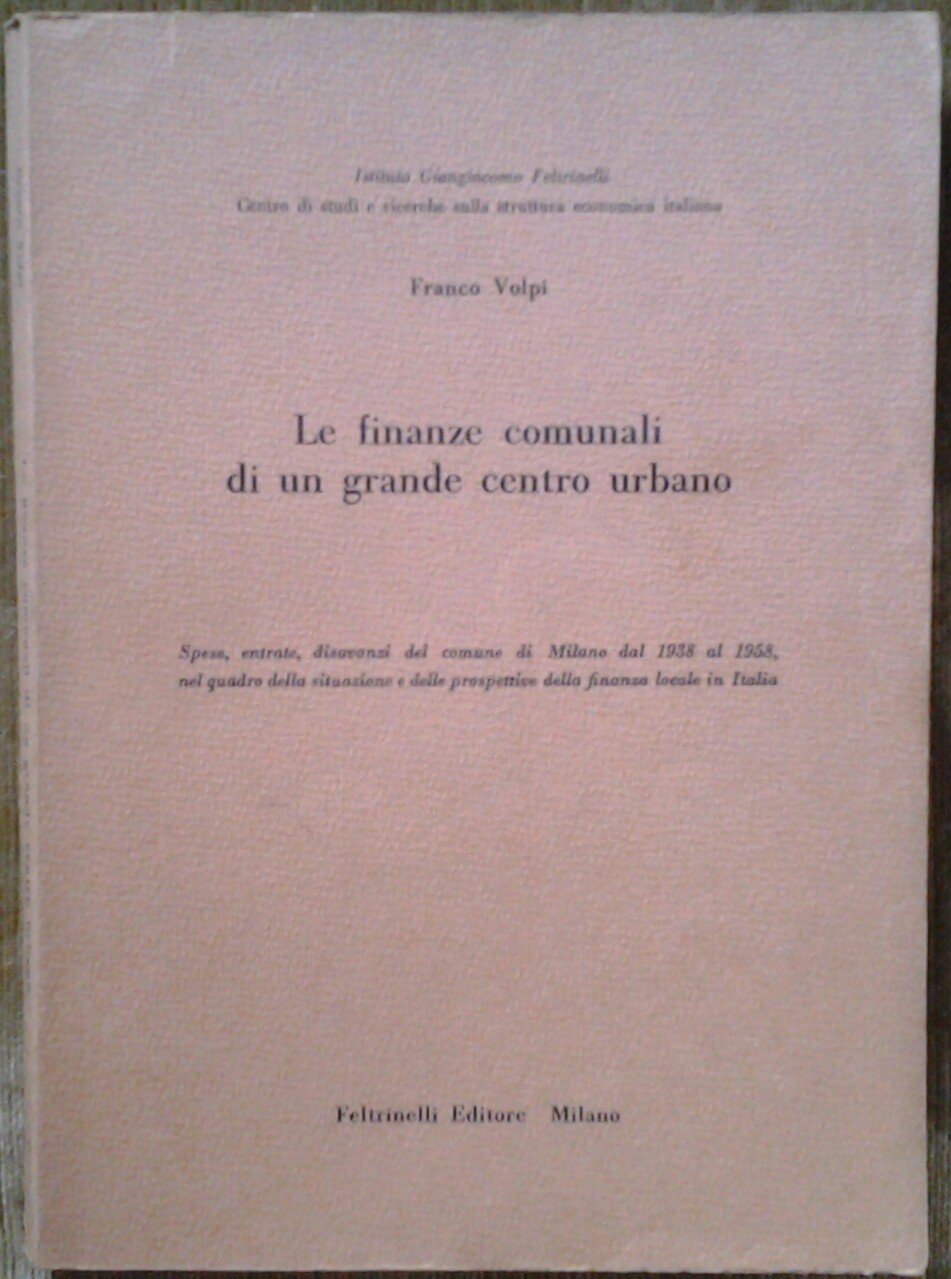 Istituto Giangiacomo Feltrinelli
Centro di studi e ricerche sulla struttura economica italiana
Franco Volpi
Le finanze comunali
di un grande centro urbano
Spese, entrate, disavanzi del comune di Milano dal 1938 al 1958,
nel quadro della situazione e delle prospettive della finanza locale in Italia
Feltrinelli Editore Milano